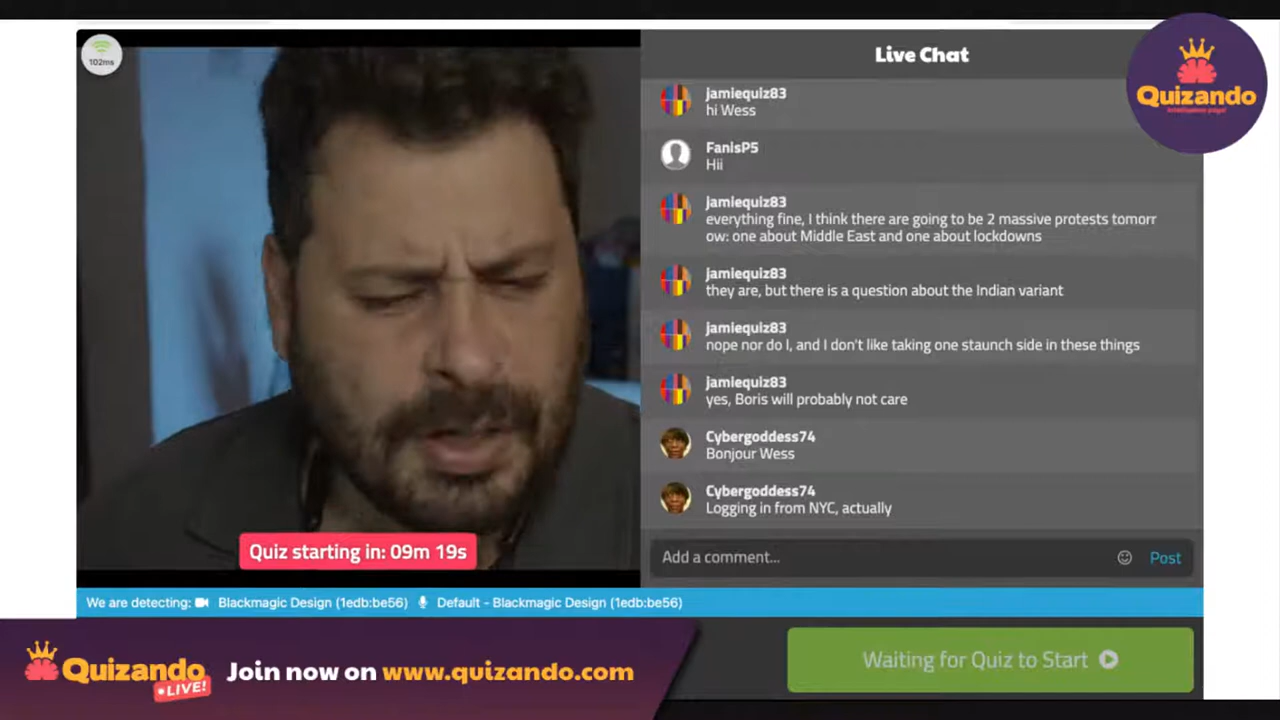 102ms
Live Chat
Quizando
jamiequiz83
hi Wess
FanisP5
Hii
jamiequiz83
everything fine, I think there are going to be 2 massive protests tomorr
ow: one about Middle East and one about lockdowns
jamiequiz83
they are, but there is a question about the Indian variant
jamiequiz83
nope nor do I, and I don't like taking one staunch side in these things
jamiequiz83
yes, Boris will probably not care
Cybergoddess74
Bonjour Wess
Cybergoddess74
Logging in from NYC, actually
Quiz starting in: 09m 19s
Add a comment...
Post
We are detecting: Blackmagic Design (1edb:be56) Default - Blackmagic Design (1edb:be56)
Quizando
LIVE!
Join now on www.quizando.com
Waiting for Quiz to Start